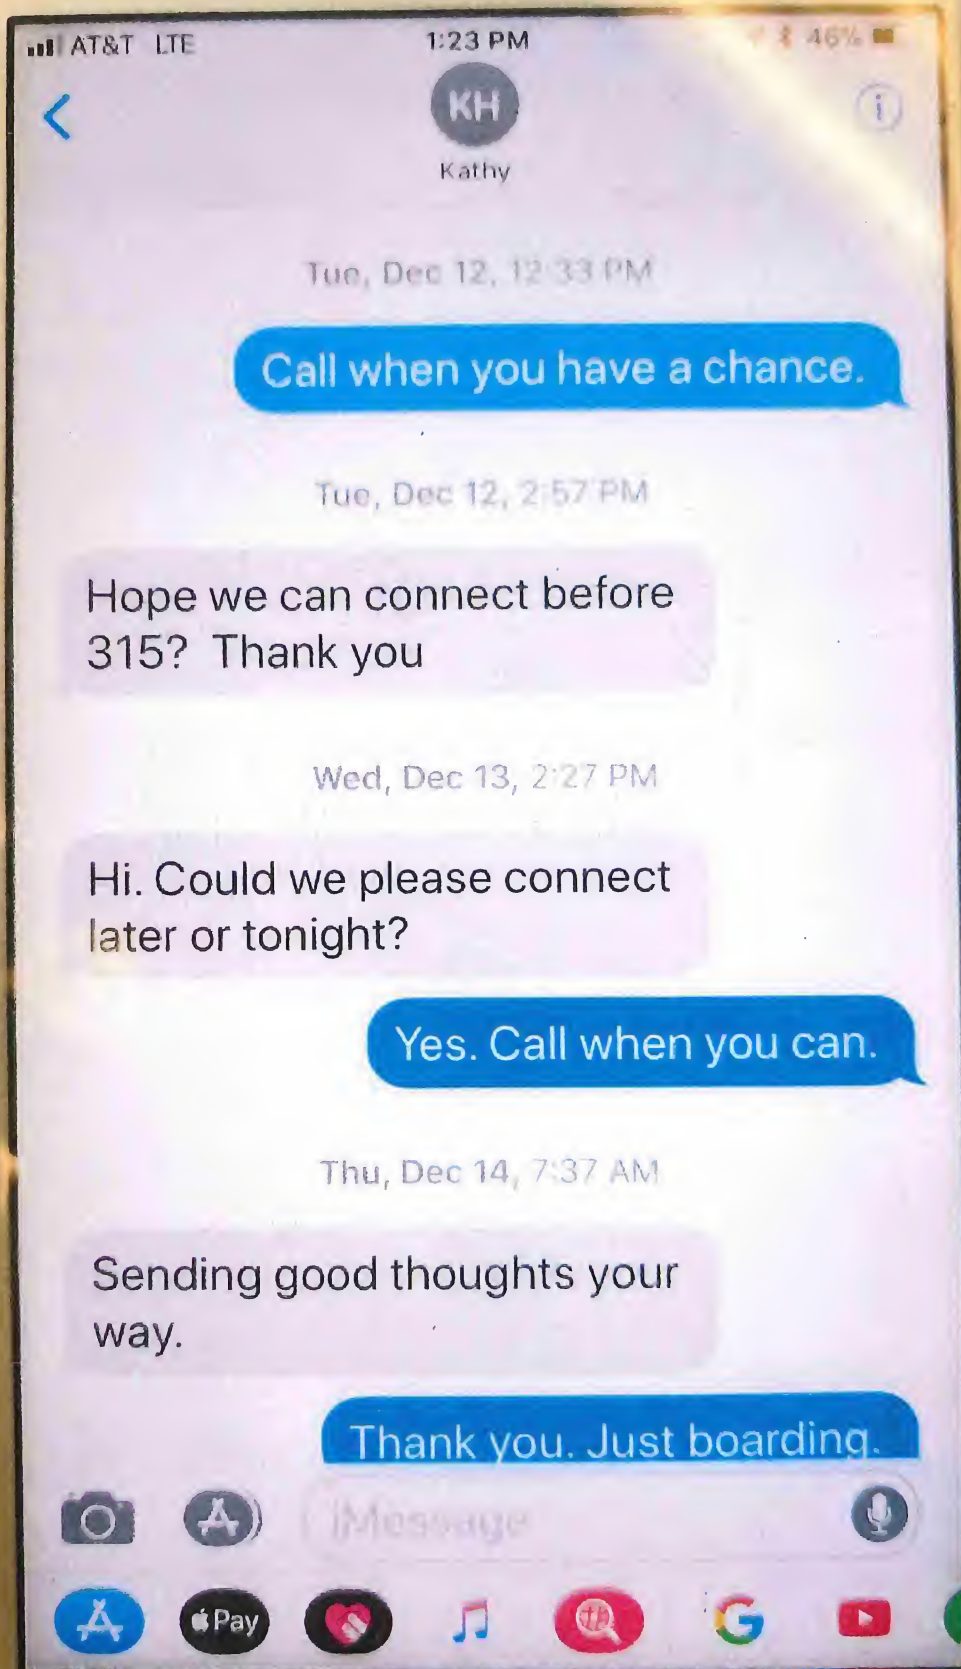 AT&T LTE 1:23 PM 46%
KH
Kathy
Tue, Dec 12, 12:33 PM
Call when you have a chance.
Tue, Dec 12, 2:57 PM
Hope we can connect before
315? Thank you
Wed, Dec 13, 2:27 PM
Hi. Could we please connect
later or tonight?
Yes. Call when you can.
Thu, Dec 14, 7:37 AM
Sending good thoughts your
way.
Thank you. Just boarding.
iMessage
Pay